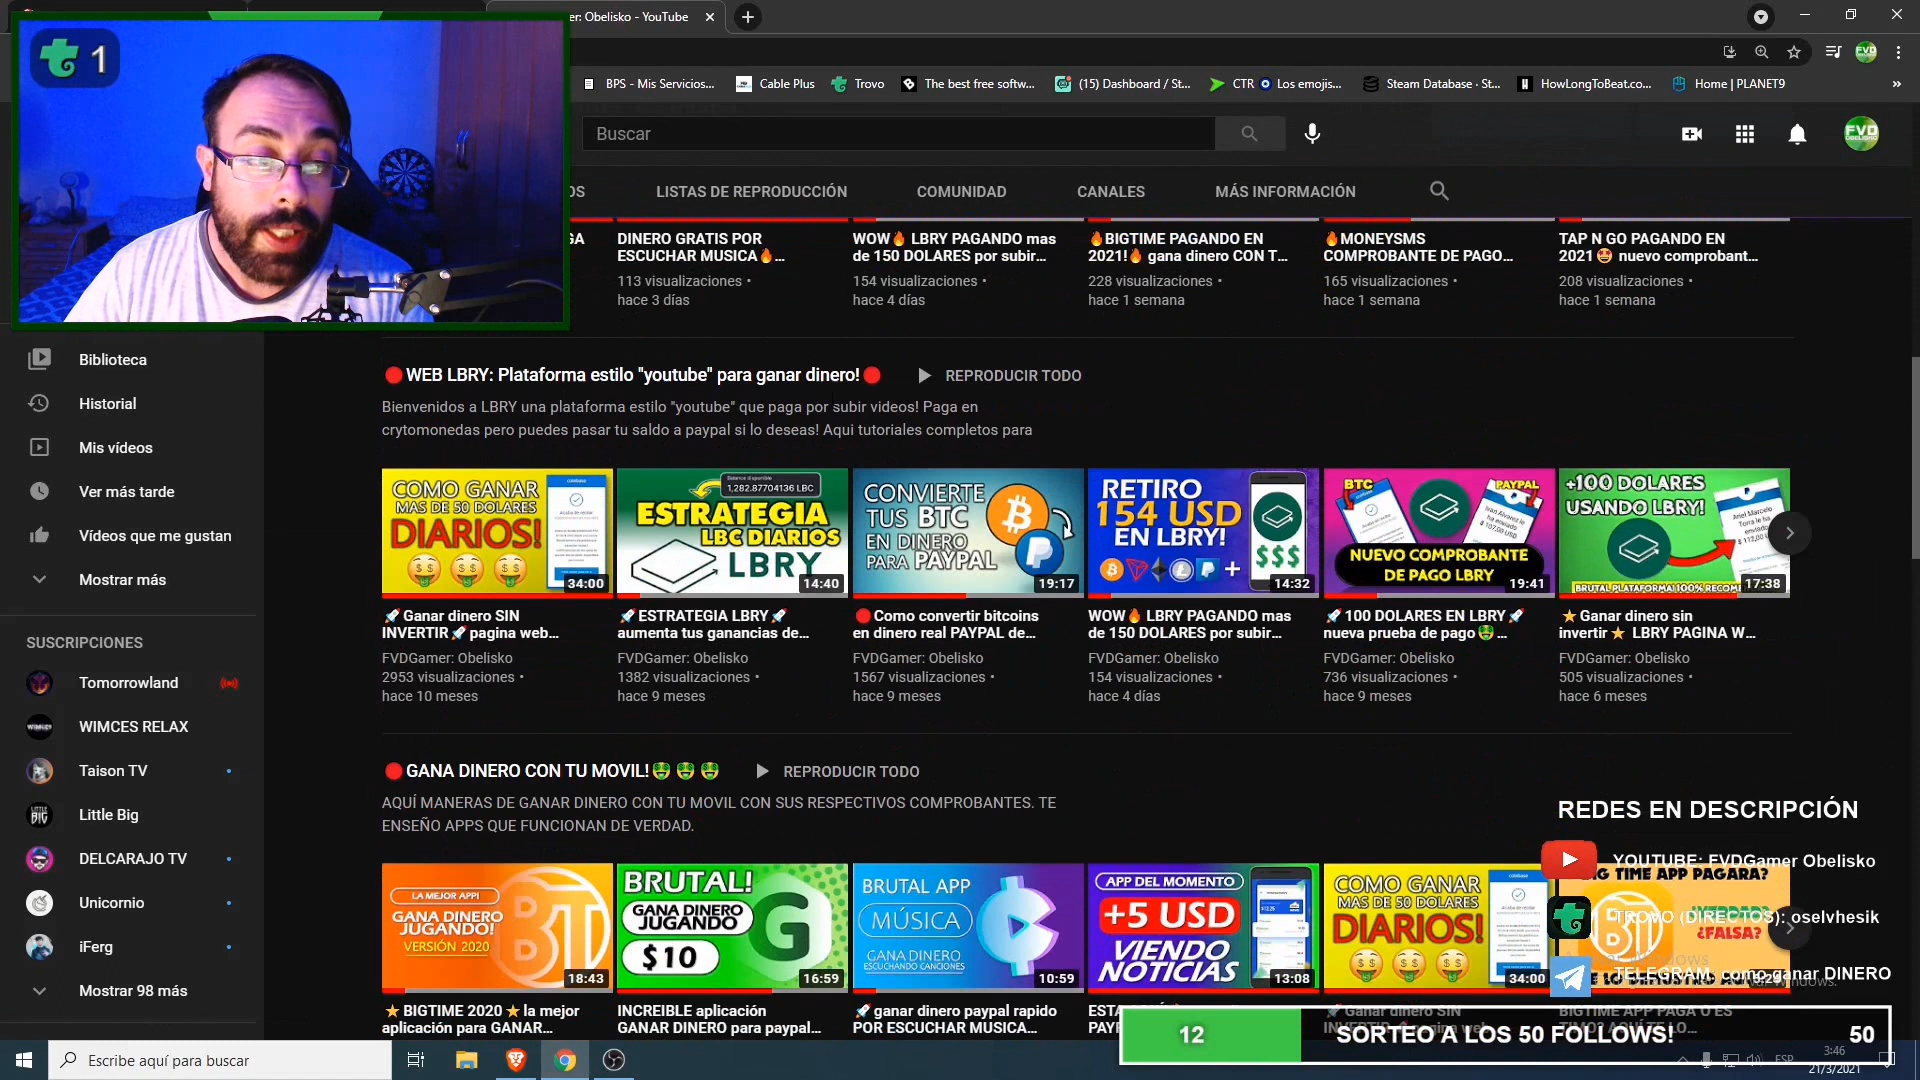 er: Obelisko - YouTube
1
BPS - Mis Servicios...
Cable Plus
Trovo
The best free softw...
(15) Dashboard / St...
CTR
Los emojis...
Steam Database · St...
HowLongToBeat.co...
Home | PLANET9
Buscar
FVD
LISTAS DE REPRODUCCIÓN
COMUNIDAD
CANALES
MÁS INFORMACIÓN
DINERO GRATIS POR
ESCUCHAR MUSICA🔥...
113 visualizaciones •
hace 3 días
WOW🔥 LBRY PAGANDO mas
de 150 DOLARES por subir...
154 visualizaciones •
hace 4 días
🔥BIGTIME PAGANDO EN
2021!🔥 gana dinero CON T...
228 visualizaciones •
hace 1 semana
🔥MONEYSMS
COMPROBANTE DE PAGO...
165 visualizaciones •
hace 1 semana
TAP N GO PAGANDO EN
2021🤩 nuevo comprobant...
208 visualizaciones •
hace 1 semana
Biblioteca
Historial
Mis vídeos
Ver más tarde
Vídeos que me gustan
Mostrar más
SUSCRIPCIONES
Tomorrowland
WIMCES RELAX
Taison TV
Little Big
DELCARAJO TV
Unicornio
iFerg
Mostrar 98 más
🔴WEB LBRY: Plataforma estilo "youtube" para ganar dinero!🔴
REPRODUCIR TODO
Bienvenidos a LBRY una plataforma estilo "youtube" que paga por subir videos! Paga en
crytomonedas pero puedes pasar tu saldo a paypal si lo deseas! Aqui tutoriales completos para
COMO GANAR
MAS DE 50 DOLARES
DIARIOS!
coinbase
34:00
🚀Ganar dinero SIN
INVERTIR🚀pagina web...
FVDGamer: Obelisko
2953 visualizaciones •
hace 10 meses
1,282.87704136 LBC
ESTRATEGIA
LBC DIARIOS
LBRY
14:40
🚀ESTRATEGIA LBRY🚀
aumenta tus ganancias de...
FVDGamer: Obelisko
1382 visualizaciones •
hace 9 meses
CONVIERTE
TUS BTC
EN DINERO
PARA PAYPAL
19:17
🔴Como convertir bitcoins
en dinero real PAYPAL de...
FVDGamer: Obelisko
1567 visualizaciones •
hace 9 meses
RETIRO
154 USD
EN LBRY!
$$$
14:32
WOW🔥 LBRY PAGANDO mas
de 150 DOLARES por subir...
FVDGamer: Obelisko
154 visualizaciones •
hace 4 días
BTC
PAYPAL
NUEVO COMPROBANTE
DE PAGO LBRY
19:41
🚀100 DOLARES EN LBRY🚀
nueva prueba de pago🤑...
FVDGamer: Obelisko
736 visualizaciones •
hace 9 meses
+100 DOLARES
USANDO LBRY!
17:38
⭐Ganar dinero sin
invertir⭐ LBRY PAGINA W...
FVDGamer: Obelisko
505 visualizaciones •
hace 6 meses
🔴GANA DINERO CON TU MOVIL!🤑🤑🤑
REPRODUCIR TODO
AQUÍ MANERAS DE GANAR DINERO CON TU MOVIL CON SUS RESPECTIVOS COMPROBANTES. TE
ENSEÑO APPS QUE FUNCIONAN DE VERDAD.
LA MEJOR APP!
GANA DINERO
JUGANDO!
VERSIÓN 2020
18:43
⭐BIGTIME 2020⭐la mejor
aplicación para GANAR...
BRUTAL!
GANA DINERO
JUGANDO
$10
G
16:59
INCREIBLE aplicación
GANAR DINERO para paypal...
BRUTAL APP
MÚSICA
GANA DINERO
ESCUCHANDO CANCIONES
10:59
🚀ganar dinero paypal rapido
POR ESCUCHAR MUSICA...
APP DEL MOMENTO
+5 USD
VIENDO
NOTICIAS
13:08
COMO GANAR
MAS DE 50 DOLARES
DIARIOS!
34:00
REDES EN DESCRIPCIÓN
YOUTUBE: FVDGamer Obelisko
TIME APP PAGARA?
TROVO (DIRECTOS): oselvhesik
¿FALSA?
TELEGRAM. como ganar DINERO
12
SORTEO A LOS 50 FOLLOWS!
50
Escribe aquí para buscar
ESP
3:46
21/3/2021